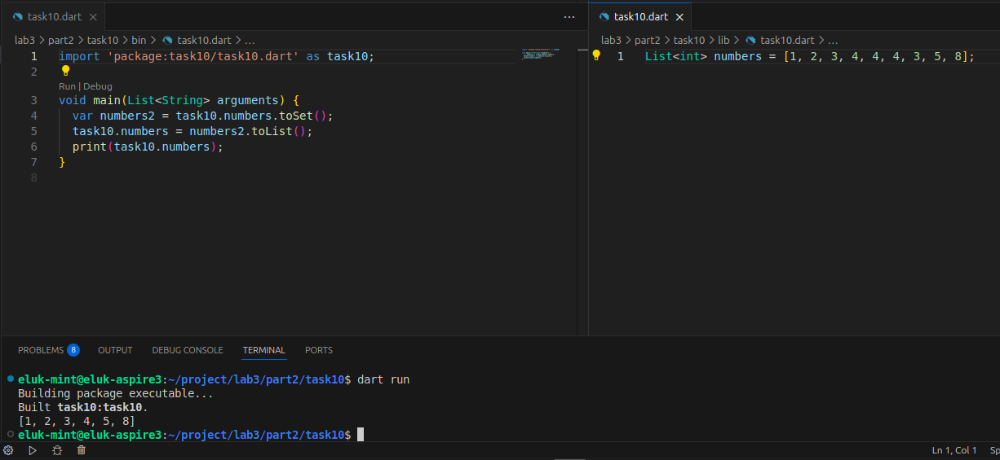 task10.dart
lab3 > part2 > task10 > bin > task10.dart > ...
1 import 'package:task10/task10.dart' as task10;
2
Run | Debug
3 void main(List<String> arguments) {
4 var numbers2 = task10.numbers.toSet();
5 task10.numbers = numbers2.toList();
6 print(task10.numbers);
7 }
8
task10.dart
lab3 > part2 > task10 > lib > task10.dart > ...
1 List<int> numbers = [1, 2, 3, 4, 4, 4, 3, 5, 8];
PROBLEMS 8 OUTPUT DEBUG CONSOLE TERMINAL PORTS
eluk-mint@eluk-aspire3:~/project/lab3/part2/task10$ dart run
Building package executable...
Built task10:task10.
[1, 2, 3, 4, 5, 8]
eluk-mint@eluk-aspire3:~/project/lab3/part2/task10$
Ln 1, Col 1 Sp